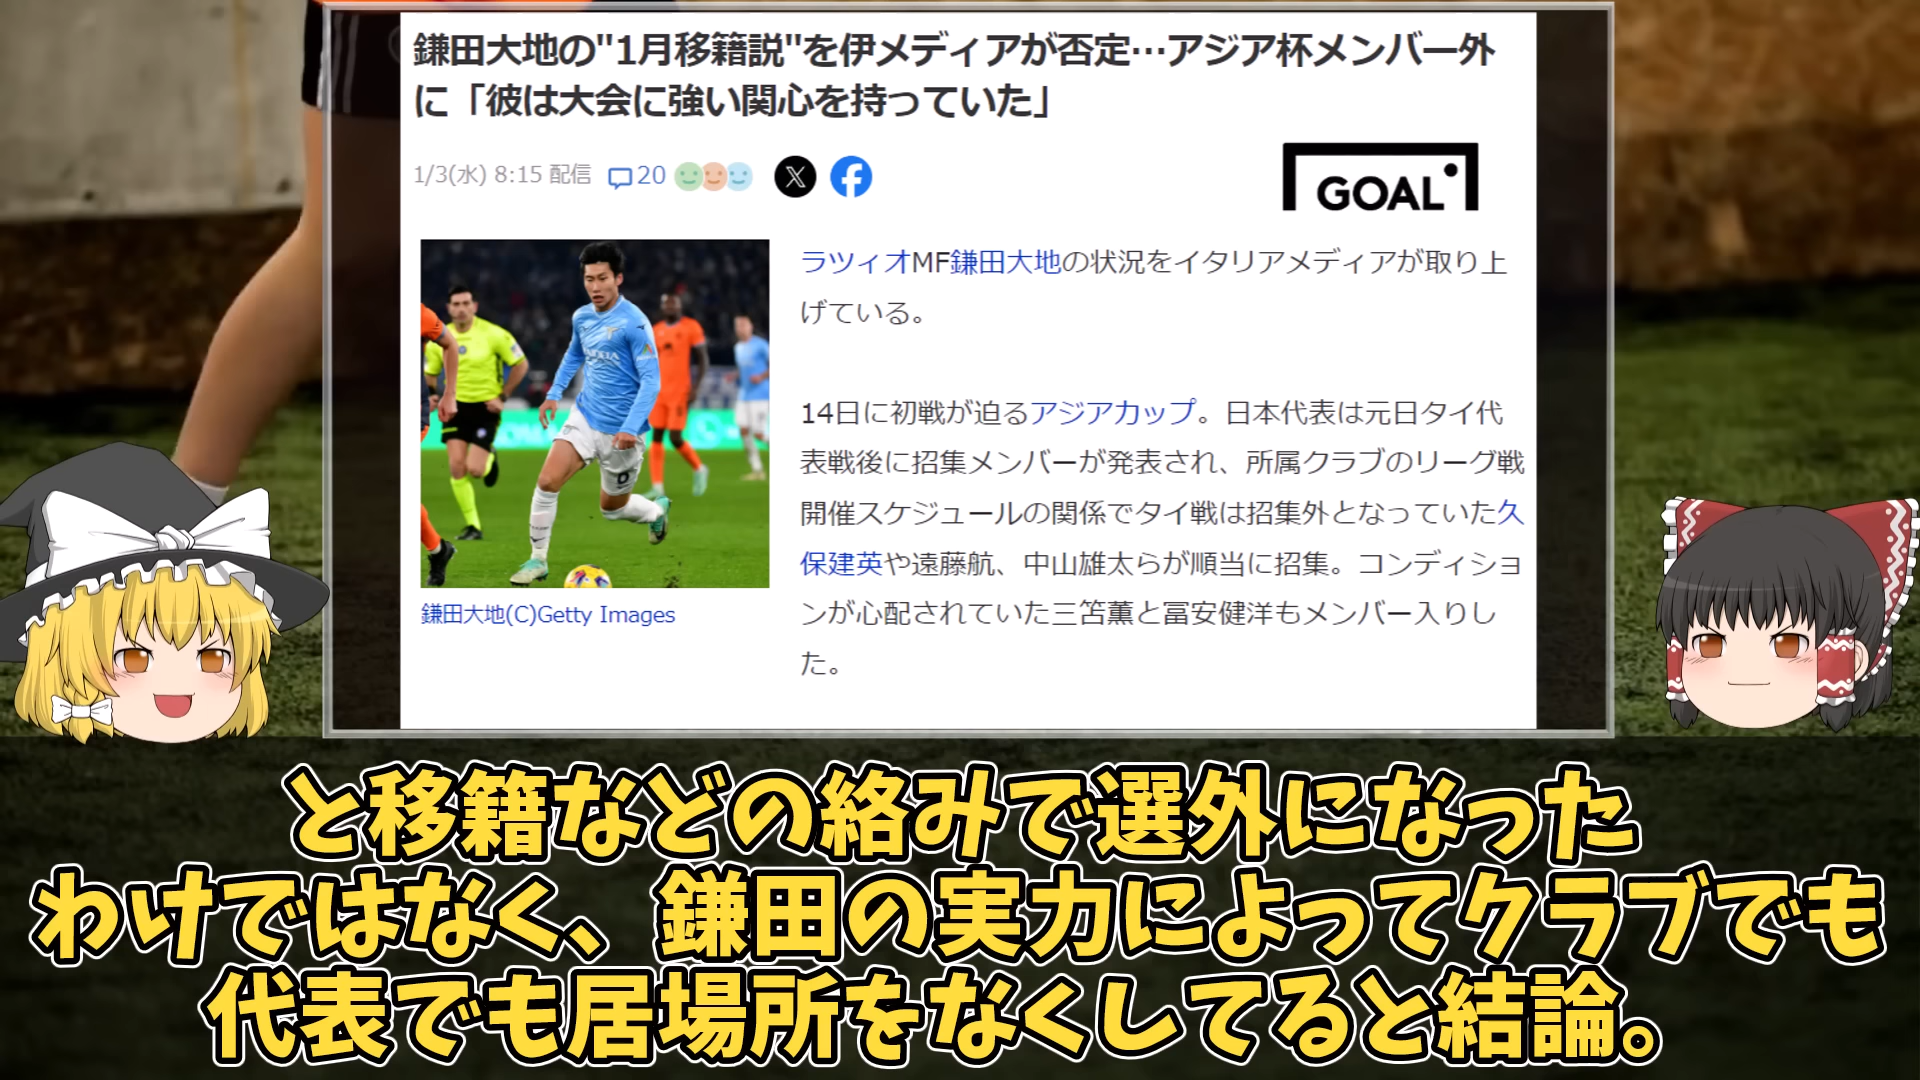 鎌田大地の"1月移籍説"を伊メディアが否定…アジア杯メンバー外
に「彼は大会に強い関心を持っていた」
1/3(水) 8:15 配信 20
GOAL
ラツィオMF鎌田大地の状況をイタリアメディアが取り上
げている。
14日に初戦が迫るアジアカップ。日本代表は元日タイ代
表戦後に招集メンバーが発表され、所属クラブのリーグ戦
開催スケジュールの関係でタイ戦は招集外となっていた久
保建英や遠藤航、中山雄太らが順当に招集。コンディショ
ンが心配されていた三笘薫と冨安健洋もメンバー入りし
た。
鎌田大地(C)Getty Images
と移籍などの絡みで選外になった
わけではなく、鎌田の実力によってクラブでも
代表でも居場所をなくしてると結論。